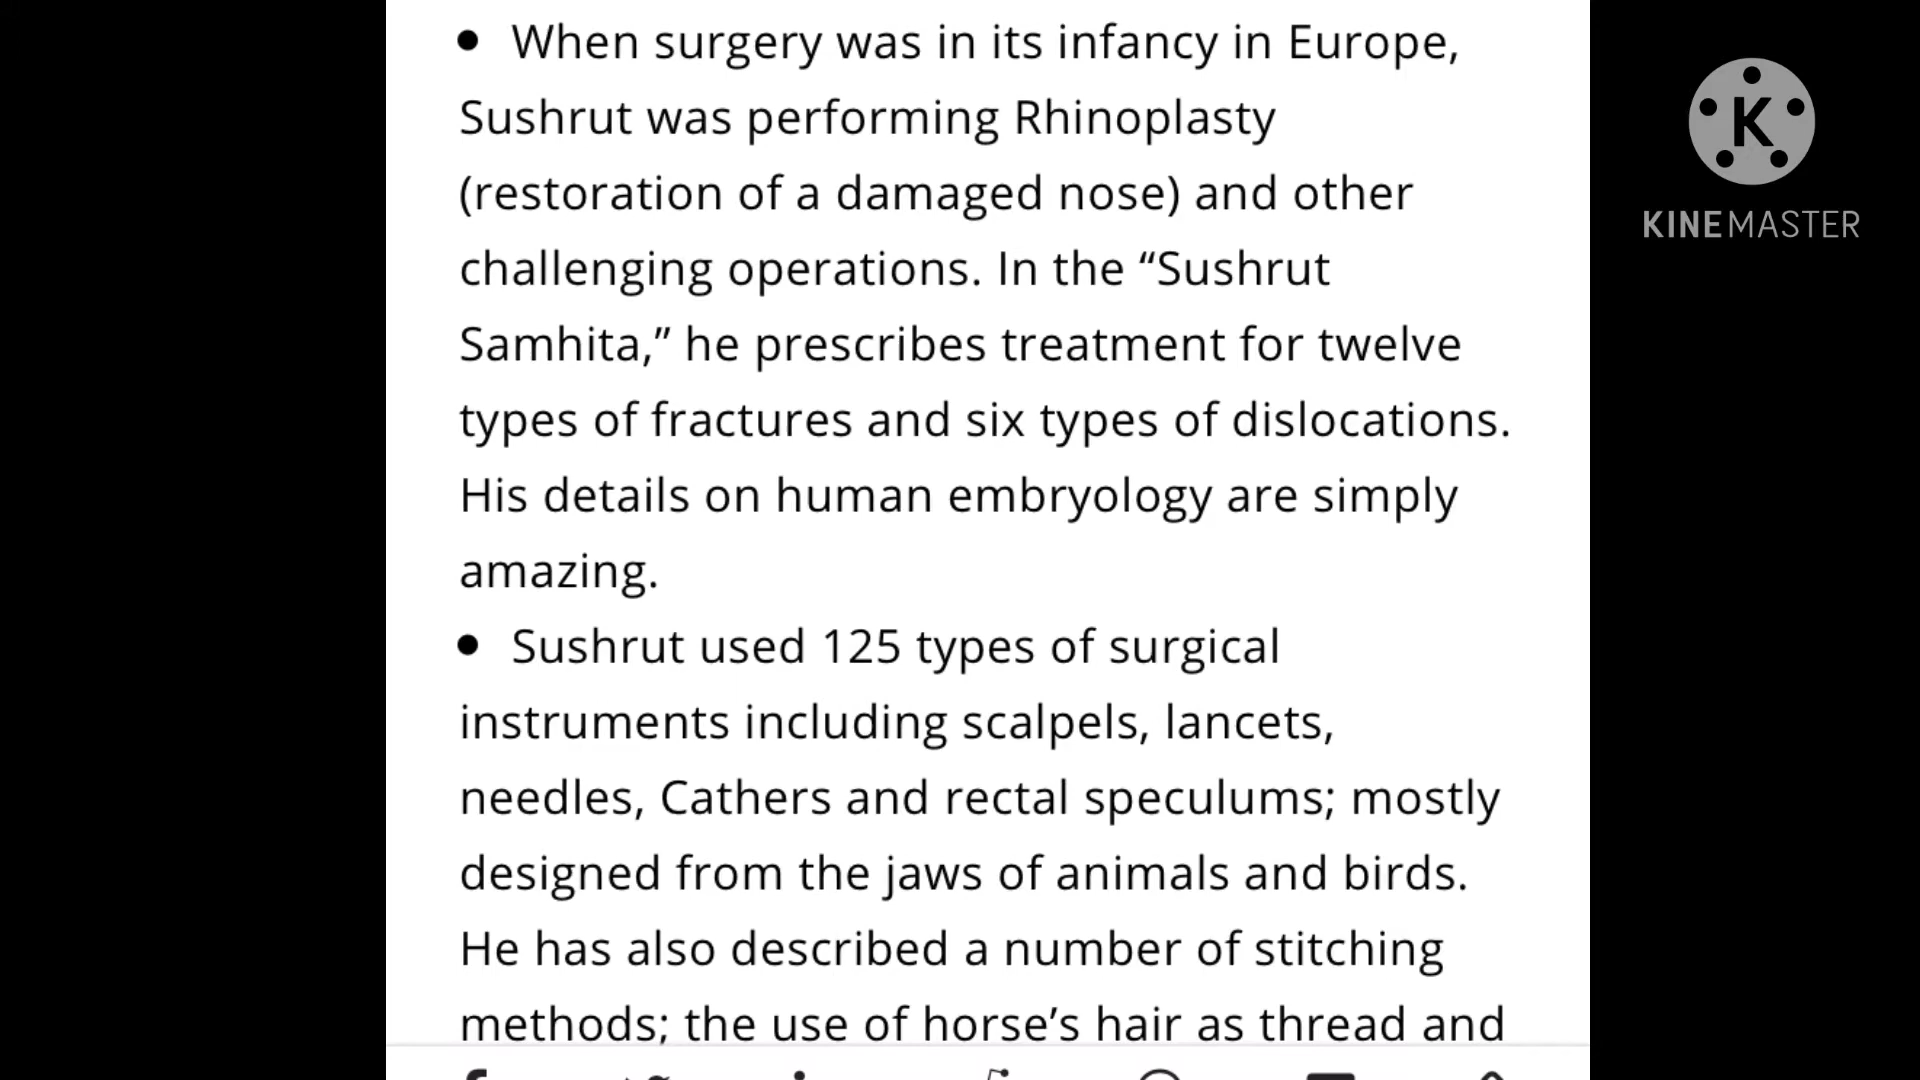 • When surgery was in its infancy in Europe,
Sushrut was performing Rhinoplasty
(restoration of a damaged nose) and other
challenging operations. In the “Sushrut
Samhita,” he prescribes treatment for twelve
types of fractures and six types of dislocations.
His details on human embryology are simply
amazing.
• Sushrut used 125 types of surgical
instruments including scalpels, lancets,
needles, Cathers and rectal speculums; mostly
designed from the jaws of animals and birds.
He has also described a number of stitching
methods; the use of horse’s hair as thread and
K
KINEMASTER